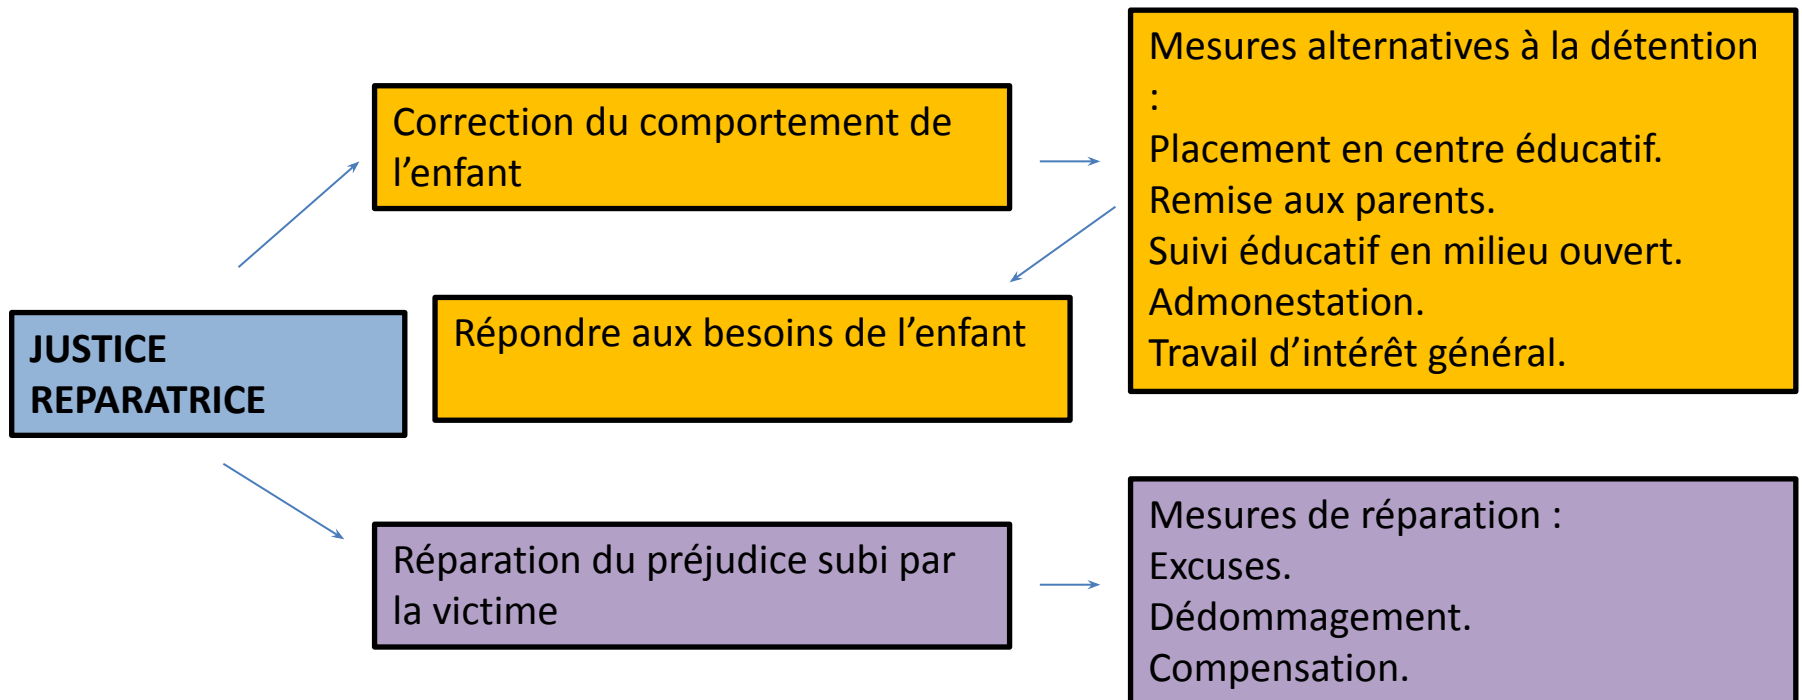 Mesures alternatives à la détention
:
Placement en centre éducatif.
Remise aux parents.
Suivi éducatif en milieu ouvert.
Admonestation.
Travail d’intérêt général.
Correction du comportement de
l’enfant
Répondre aux besoins de l’enfant
JUSTICE
REPARATRICE
Réparation du préjudice subi par
la victime
Mesures de réparation :
Excuses.
Dédommagement.
Compensation.